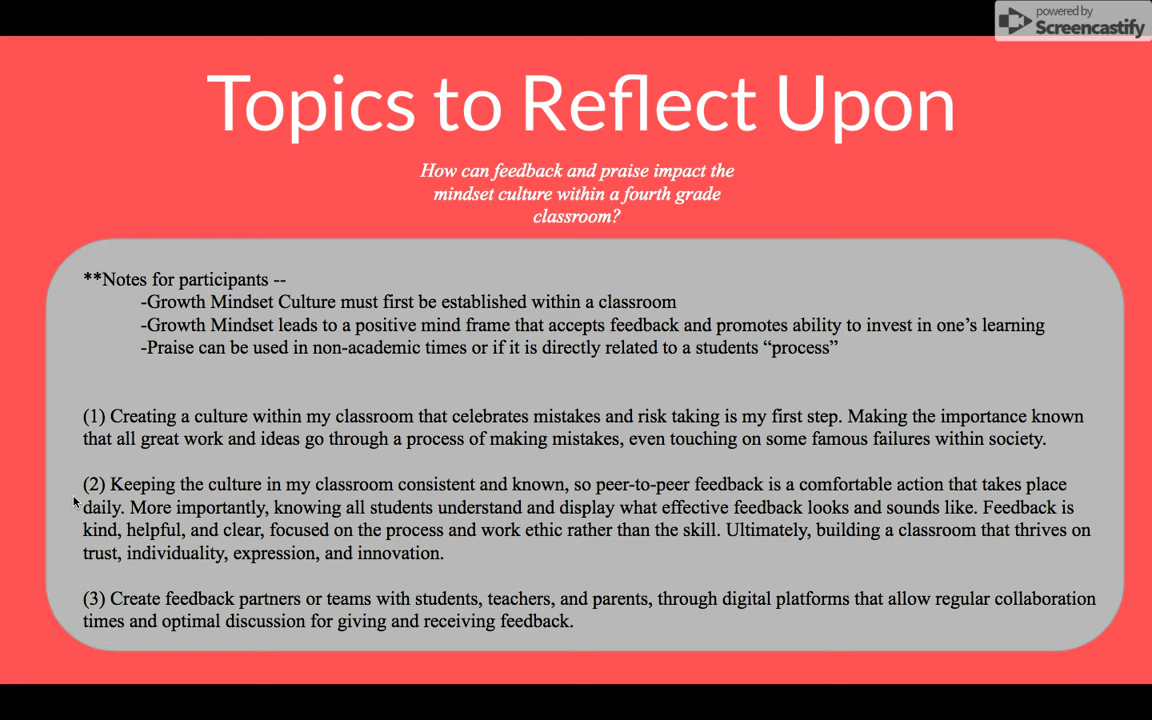 powered by
Screencastify
Topics to Reflect Upon
How can feedback and praise impact the
mindset culture within a fourth grade
classroom?
**Notes for participants --
-Growth Mindset Culture must first be established within a classroom
-Growth Mindset leads to a positive mind frame that accepts feedback and promotes ability to invest in one’s learning
-Praise can be used in non-academic times or if it is directly related to a students “process”
(1) Creating a culture within my classroom that celebrates mistakes and risk taking is my first step. Making the importance known
that all great work and ideas go through a process of making mistakes, even touching on some famous failures within society.
(2) Keeping the culture in my classroom consistent and known, so peer-to-peer feedback is a comfortable action that takes place
daily. More importantly, knowing all students understand and display what effective feedback looks and sounds like. Feedback is
kind, helpful, and clear, focused on the process and work ethic rather than the skill. Ultimately, building a classroom that thrives on
trust, individuality, expression, and innovation.
(3) Create feedback partners or teams with students, teachers, and parents, through digital platforms that allow regular collaboration
times and optimal discussion for giving and receiving feedback.